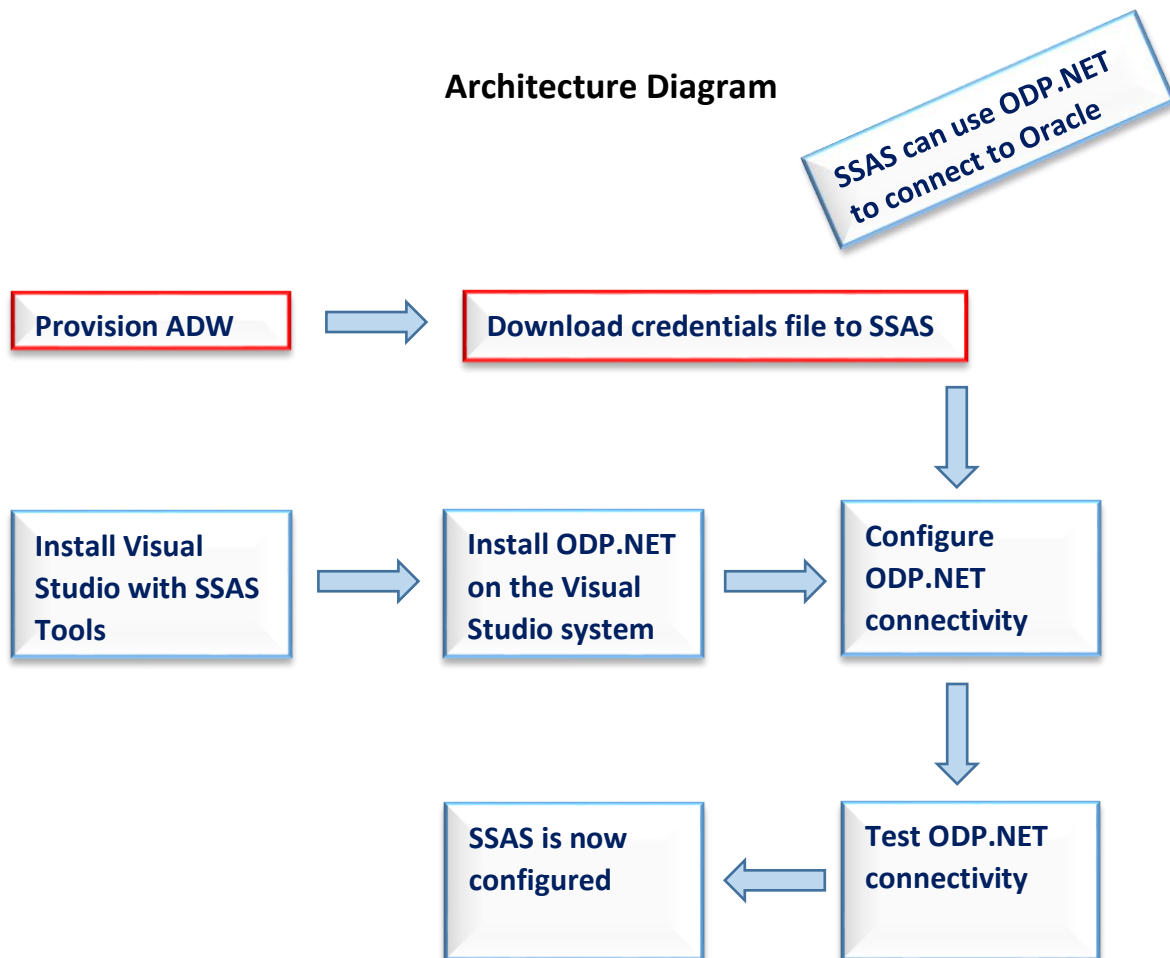 Architecture Diagram
SSAS can use ODP.NET
to connect to Oracle
Provision ADW
Download credentials file to SSAS
Install Visual
Studio with SSAS
Tools
Install ODP.NET
on the Visual
Studio system
Configure
ODP.NET
connectivity
SSAS is now
configured
Test ODP.NET
connectivity